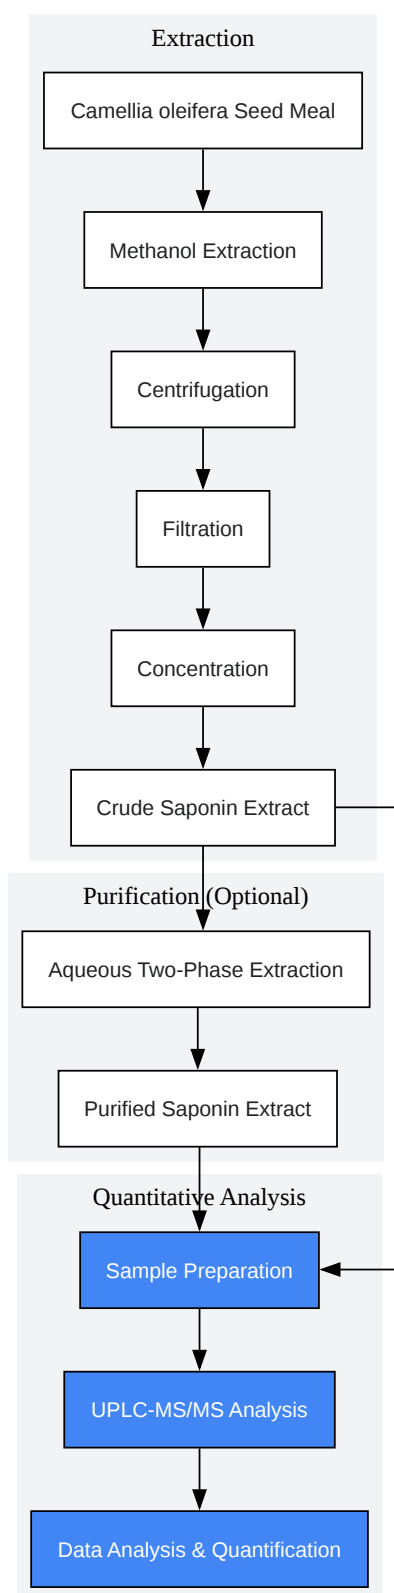 Extraction
Camellia oleifera Seed Meal
Methanol Extraction
Centrifugation
Filtration
Concentration
Crude Saponin Extract
Purification (Optional)
Aqueous Two-Phase Extraction
Purified Saponin Extract
Quantitative Analysis
Sample Preparation
UPLC-MS/MS Analysis
Data Analysis & Quantification